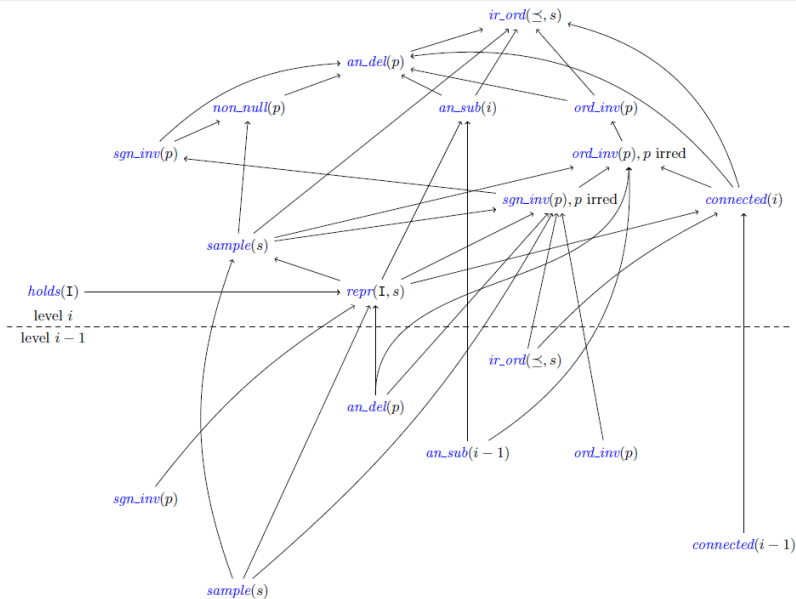 ir_ord(⪯, s)
an_del(p)
non_null(p)
an_sub(i)
ord_inv(p)
sgn_inv(p)
ord_inv(p), p irred
sgn_inv(p), p irred
connected(i)
sample(s)
holds(I)
repr(I, s)
level i
level i − 1
ir_ord(⪯, s)
an_del(p)
an_sub(i−1)
ord_inv(p)
sgn_inv(p)
connected(i−1)
sample(s)